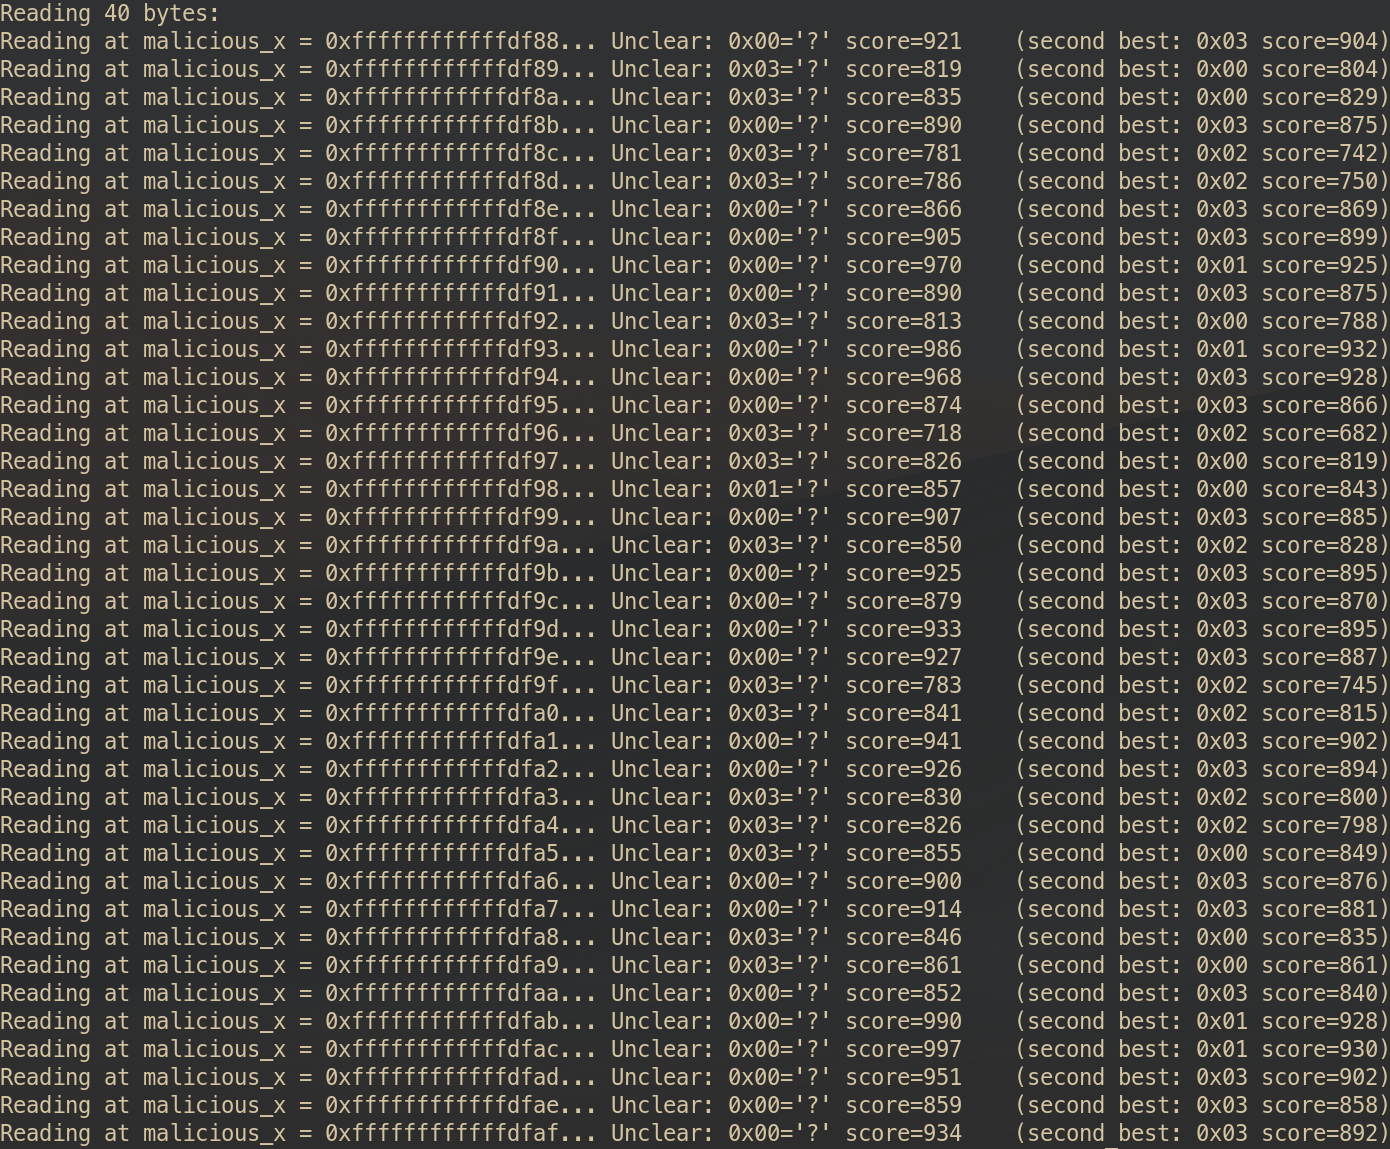 Reading 40 bytes:
Reading at malicious_x = 0xffffffffffffdf88... Unclear: 0x00='?' score=921    (second best: 0x03 score=904)
Reading at malicious_x = 0xffffffffffffdf89... Unclear: 0x03='?' score=819    (second best: 0x00 score=804)
Reading at malicious_x = 0xffffffffffffdf8a... Unclear: 0x03='?' score=835    (second best: 0x00 score=829)
Reading at malicious_x = 0xffffffffffffdf8b... Unclear: 0x00='?' score=890    (second best: 0x03 score=875)
Reading at malicious_x = 0xffffffffffffdf8c... Unclear: 0x03='?' score=781    (second best: 0x02 score=742)
Reading at malicious_x = 0xffffffffffffdf8d... Unclear: 0x03='?' score=786    (second best: 0x02 score=750)
Reading at malicious_x = 0xffffffffffffdf8e... Unclear: 0x00='?' score=866    (second best: 0x03 score=869)
Reading at malicious_x = 0xffffffffffffdf8f... Unclear: 0x00='?' score=905    (second best: 0x03 score=899)
Reading at malicious_x = 0xffffffffffffdf90... Unclear: 0x00='?' score=970    (second best: 0x01 score=925)
Reading at malicious_x = 0xffffffffffffdf91... Unclear: 0x00='?' score=890    (second best: 0x03 score=875)
Reading at malicious_x = 0xffffffffffffdf92... Unclear: 0x03='?' score=813    (second best: 0x00 score=788)
Reading at malicious_x = 0xffffffffffffdf93... Unclear: 0x00='?' score=986    (second best: 0x01 score=932)
Reading at malicious_x = 0xffffffffffffdf94... Unclear: 0x00='?' score=968    (second best: 0x03 score=928)
Reading at malicious_x = 0xffffffffffffdf95... Unclear: 0x00='?' score=874    (second best: 0x03 score=866)
Reading at malicious_x = 0xffffffffffffdf96... Unclear: 0x03='?' score=718    (second best: 0x02 score=682)
Reading at malicious_x = 0xffffffffffffdf97... Unclear: 0x03='?' score=826    (second best: 0x00 score=819)
Reading at malicious_x = 0xffffffffffffdf98... Unclear: 0x01='?' score=857    (second best: 0x00 score=843)
Reading at malicious_x = 0xffffffffffffdf99... Unclear: 0x00='?' score=907    (second best: 0x03 score=885)
Reading at malicious_x = 0xffffffffffffdf9a... Unclear: 0x03='?' score=850    (second best: 0x02 score=828)
Reading at malicious_x = 0xffffffffffffdf9b... Unclear: 0x00='?' score=925    (second best: 0x03 score=895)
Reading at malicious_x = 0xffffffffffffdf9c... Unclear: 0x00='?' score=879    (second best: 0x03 score=870)
Reading at malicious_x = 0xffffffffffffdf9d... Unclear: 0x00='?' score=933    (second best: 0x03 score=895)
Reading at malicious_x = 0xffffffffffffdf9e... Unclear: 0x00='?' score=927    (second best: 0x03 score=887)
Reading at malicious_x = 0xffffffffffffdf9f... Unclear: 0x03='?' score=783    (second best: 0x02 score=745)
Reading at malicious_x = 0xffffffffffffdfa0... Unclear: 0x03='?' score=841    (second best: 0x02 score=815)
Reading at malicious_x = 0xffffffffffffdfa1... Unclear: 0x00='?' score=941    (second best: 0x03 score=902)
Reading at malicious_x = 0xffffffffffffdfa2... Unclear: 0x00='?' score=926    (second best: 0x03 score=894)
Reading at malicious_x = 0xffffffffffffdfa3... Unclear: 0x03='?' score=830    (second best: 0x02 score=800)
Reading at malicious_x = 0xffffffffffffdfa4... Unclear: 0x03='?' score=826    (second best: 0x02 score=798)
Reading at malicious_x = 0xffffffffffffdfa5... Unclear: 0x03='?' score=855    (second best: 0x00 score=849)
Reading at malicious_x = 0xffffffffffffdfa6... Unclear: 0x00='?' score=900    (second best: 0x03 score=876)
Reading at malicious_x = 0xffffffffffffdfa7... Unclear: 0x00='?' score=914    (second best: 0x03 score=881)
Reading at malicious_x = 0xffffffffffffdfa8... Unclear: 0x03='?' score=846    (second best: 0x00 score=835)
Reading at malicious_x = 0xffffffffffffdfa9... Unclear: 0x03='?' score=861    (second best: 0x00 score=861)
Reading at malicious_x = 0xffffffffffffdfaa... Unclear: 0x00='?' score=852    (second best: 0x03 score=840)
Reading at malicious_x = 0xffffffffffffdfab... Unclear: 0x00='?' score=990    (second best: 0x01 score=928)
Reading at malicious_x = 0xffffffffffffdfac... Unclear: 0x00='?' score=997    (second best: 0x01 score=930)
Reading at malicious_x = 0xffffffffffffdfad... Unclear: 0x00='?' score=951    (second best: 0x03 score=902)
Reading at malicious_x = 0xffffffffffffdfae... Unclear: 0x00='?' score=859    (second best: 0x03 score=858)
Reading at malicious_x = 0xffffffffffffdfaf... Unclear: 0x00='?' score=934    (second best: 0x03 score=892)